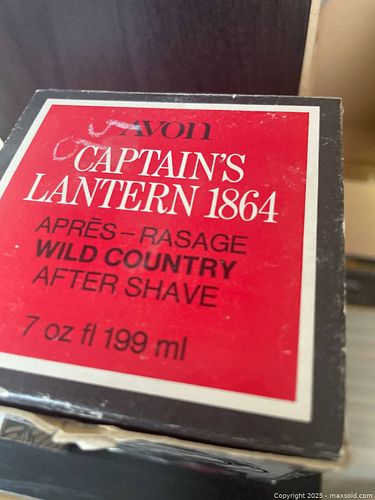 AVON
CAPTAIN'S
LANTERN 1864
APRÈS-RASAGE
WILD COUNTRY
AFTER SHAVE
7 oz fl 199 ml
Copyright 2025 - maxsold.com